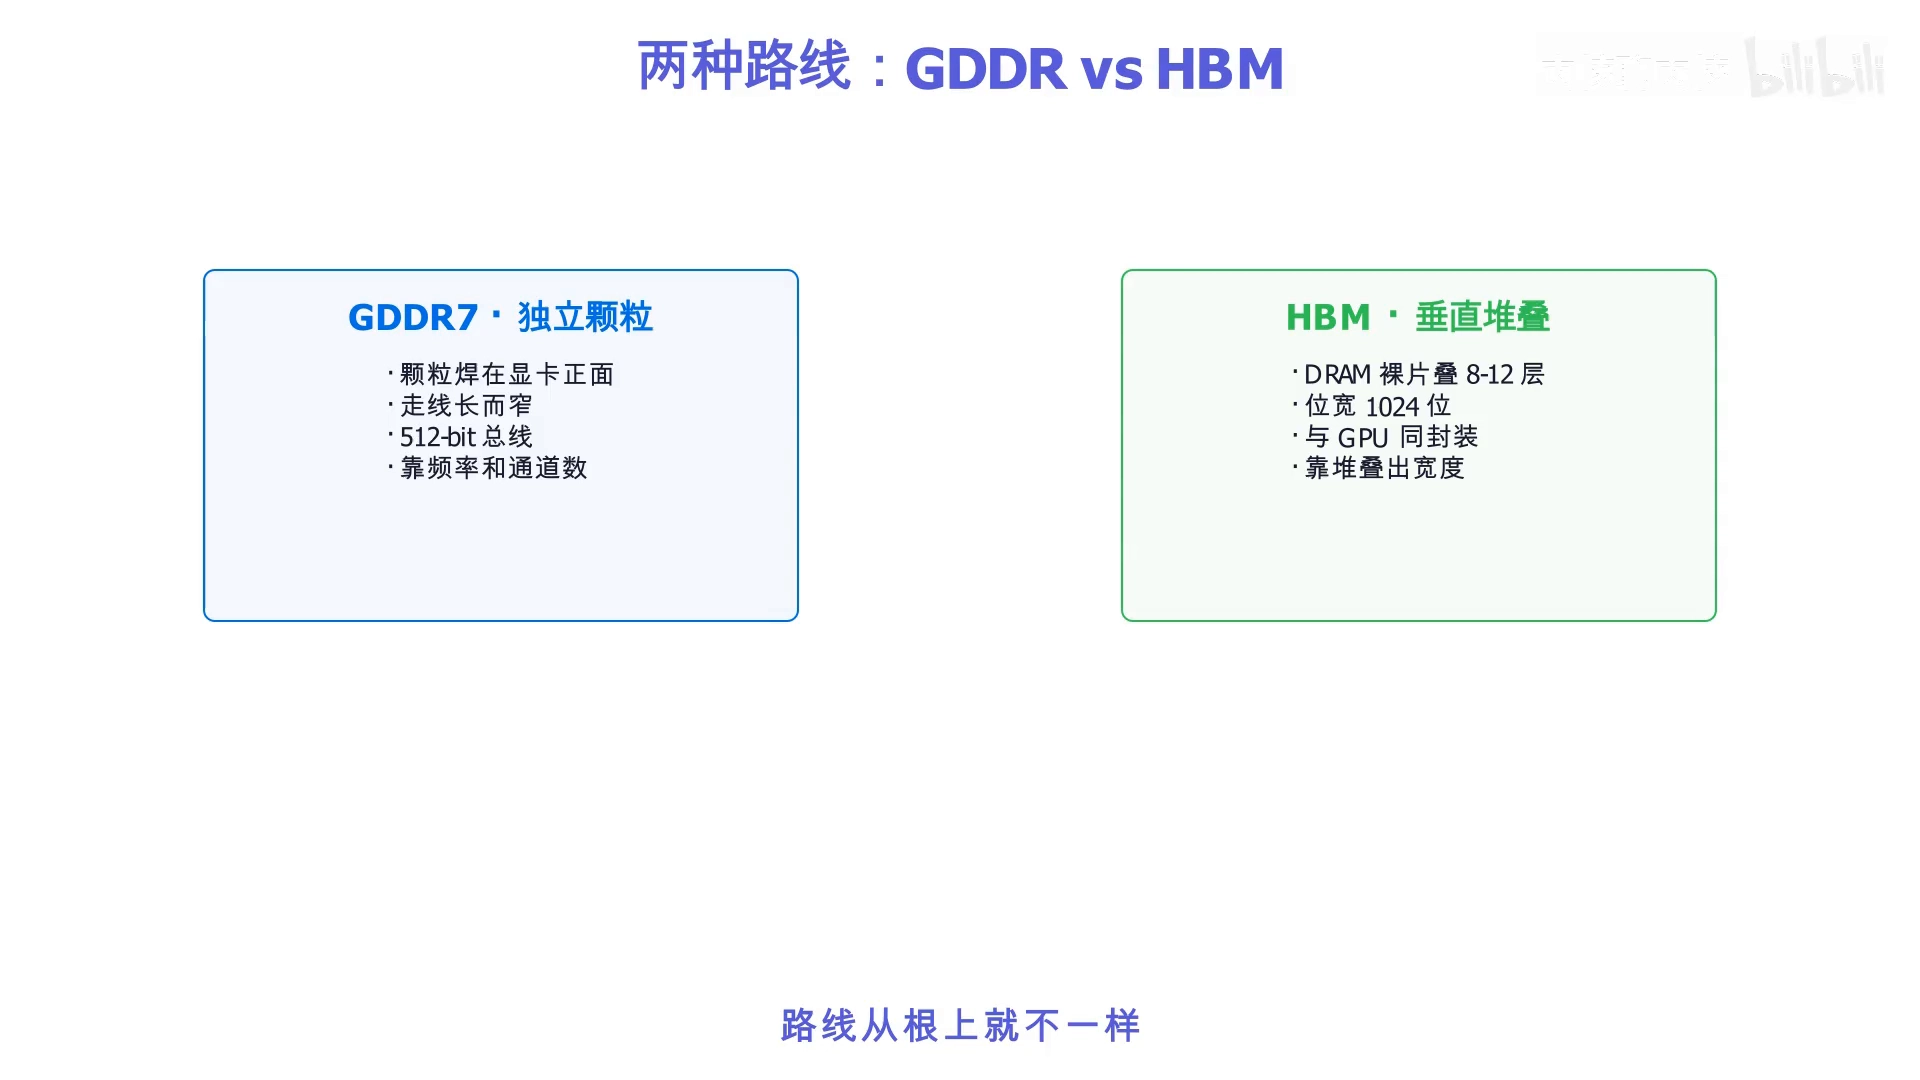 两种路线：GDDR vs HBM
bilibili
GDDR7 · 独立颗粒
· 颗粒焊在显卡正面
· 走线长而窄
· 512-bit 总线
· 靠频率和通道数
HBM · 垂直堆叠
· DRAM 裸片叠 8-12 层
· 位宽 1024 位
· 与 GPU 同封装
· 靠堆叠出宽度
路线从根上就不一样